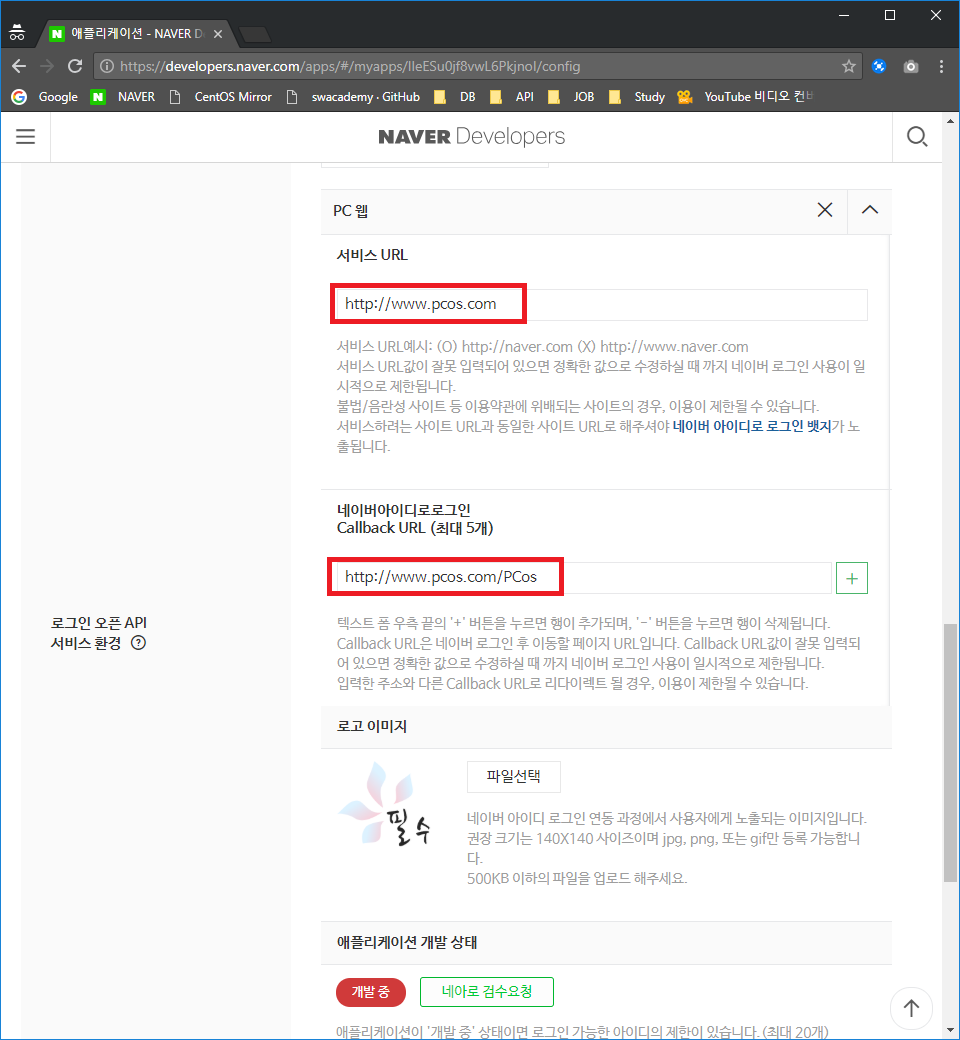 애플리케이션 - NAVER D
https://developers.naver.com/apps/#/myapps/IIeESu0jf8vwL6Pkjnol/config
Google NAVER CentOS Mirror swacademy · GitHub DB API JOB Study YouTube 비디오 컨버
NAVER Developers
PC 웹
서비스 URL
http://www.pcos.com
서비스 URL예시: (O) http://naver.com (X) http://www.naver.com
서비스 URL값이 잘못 입력되어 있으면 정확한 값으로 수정하실 때 까지 네이버 로그인 사용이 일
시적으로 제한됩니다.
불법/음란성 사이트 등 이용약관에 위배되는 사이트의 경우, 이용이 제한될 수 있습니다.
서비스하려는 사이트 URL과 동일한 사이트 URL로 해주셔야 네이버 아이디로 로그인 뱃지가 노
출됩니다.
네이버아이디로로그인
Callback URL (최대 5개)
http://www.pcos.com/PCos
+
텍스트 폼 우측 끝의 '+' 버튼을 누르면 행이 추가되며, '-' 버튼을 누르면 행이 삭제됩니다.
Callback URL은 네이버 로그인 후 이동할 페이지 URL입니다. Callback URL값이 잘못 입력되
어 있으면 정확한 값으로 수정하실 때 까지 네이버 로그인 사용이 일시적으로 제한됩니다.
입력한 주소와 다른 Callback URL로 리다이렉트 될 경우, 이용이 제한될 수 있습니다.
로그인 오픈 API
서비스 환경 ?
로고 이미지
필수
파일선택
네이버 아이디 로그인 연동 과정에서 사용자에게 노출되는 이미지입니다.
권장 크기는 140X140 사이즈이며 jpg, png, 또는 gif만 등록 가능합니
다.
500KB 이하의 파일을 업로드 해주세요.
애플리케이션 개발 상태
개발 중 네아로 검수요청
애플리케이션이 '개발 중' 상태이면 로그인 가능한 아이디의 제한이 있습니다. (최대 20개)